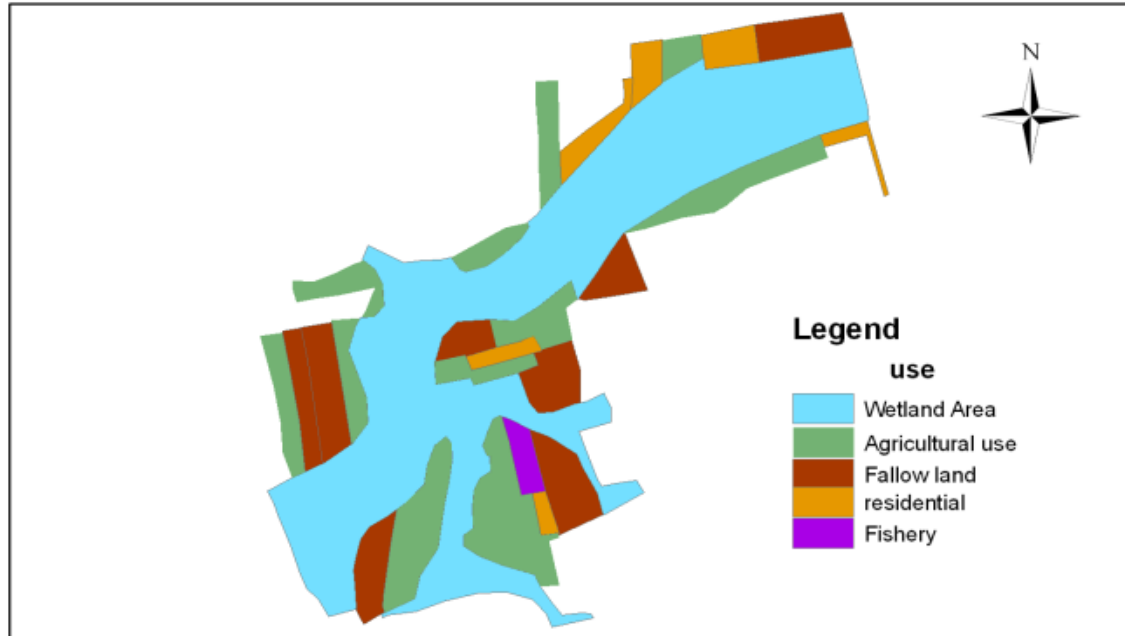 N
Legend
use
Wetland Area
Agricultural use
Fallow land
residential
Fishery